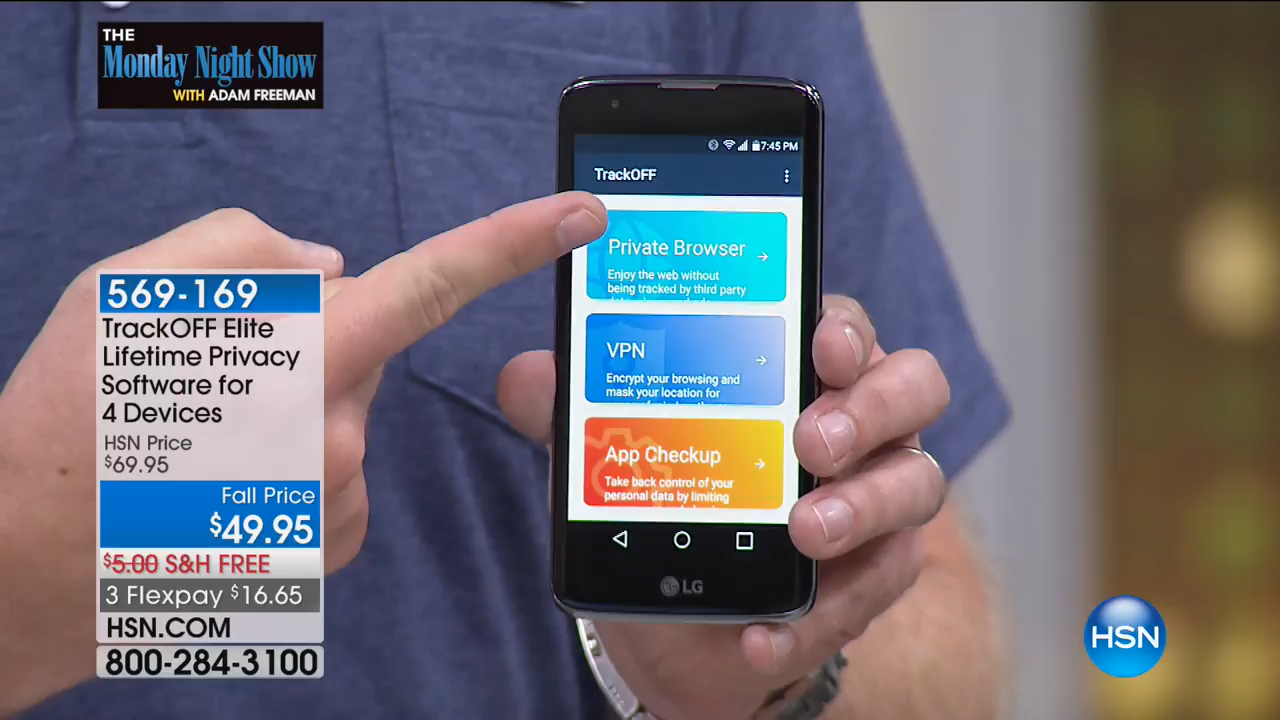 THE
Monday Night Show
WITH ADAM FREEMAN
7:45 PM
TrackOFF
Private Browser
Enjoy the web without
being tracked by third party
VPN
Encrypt your browsing and
mask your location for
App Checkup
Take back control of your
personal data by limiting
LG
569-169
TrackOFF Elite
Lifetime Privacy
Software for
4 Devices
HSN Price
$69.95
Fall Price
$49.95
$5.00 S&H FREE
3 Flexpay $16.65
HSN.COM
800-284-3100
HSN